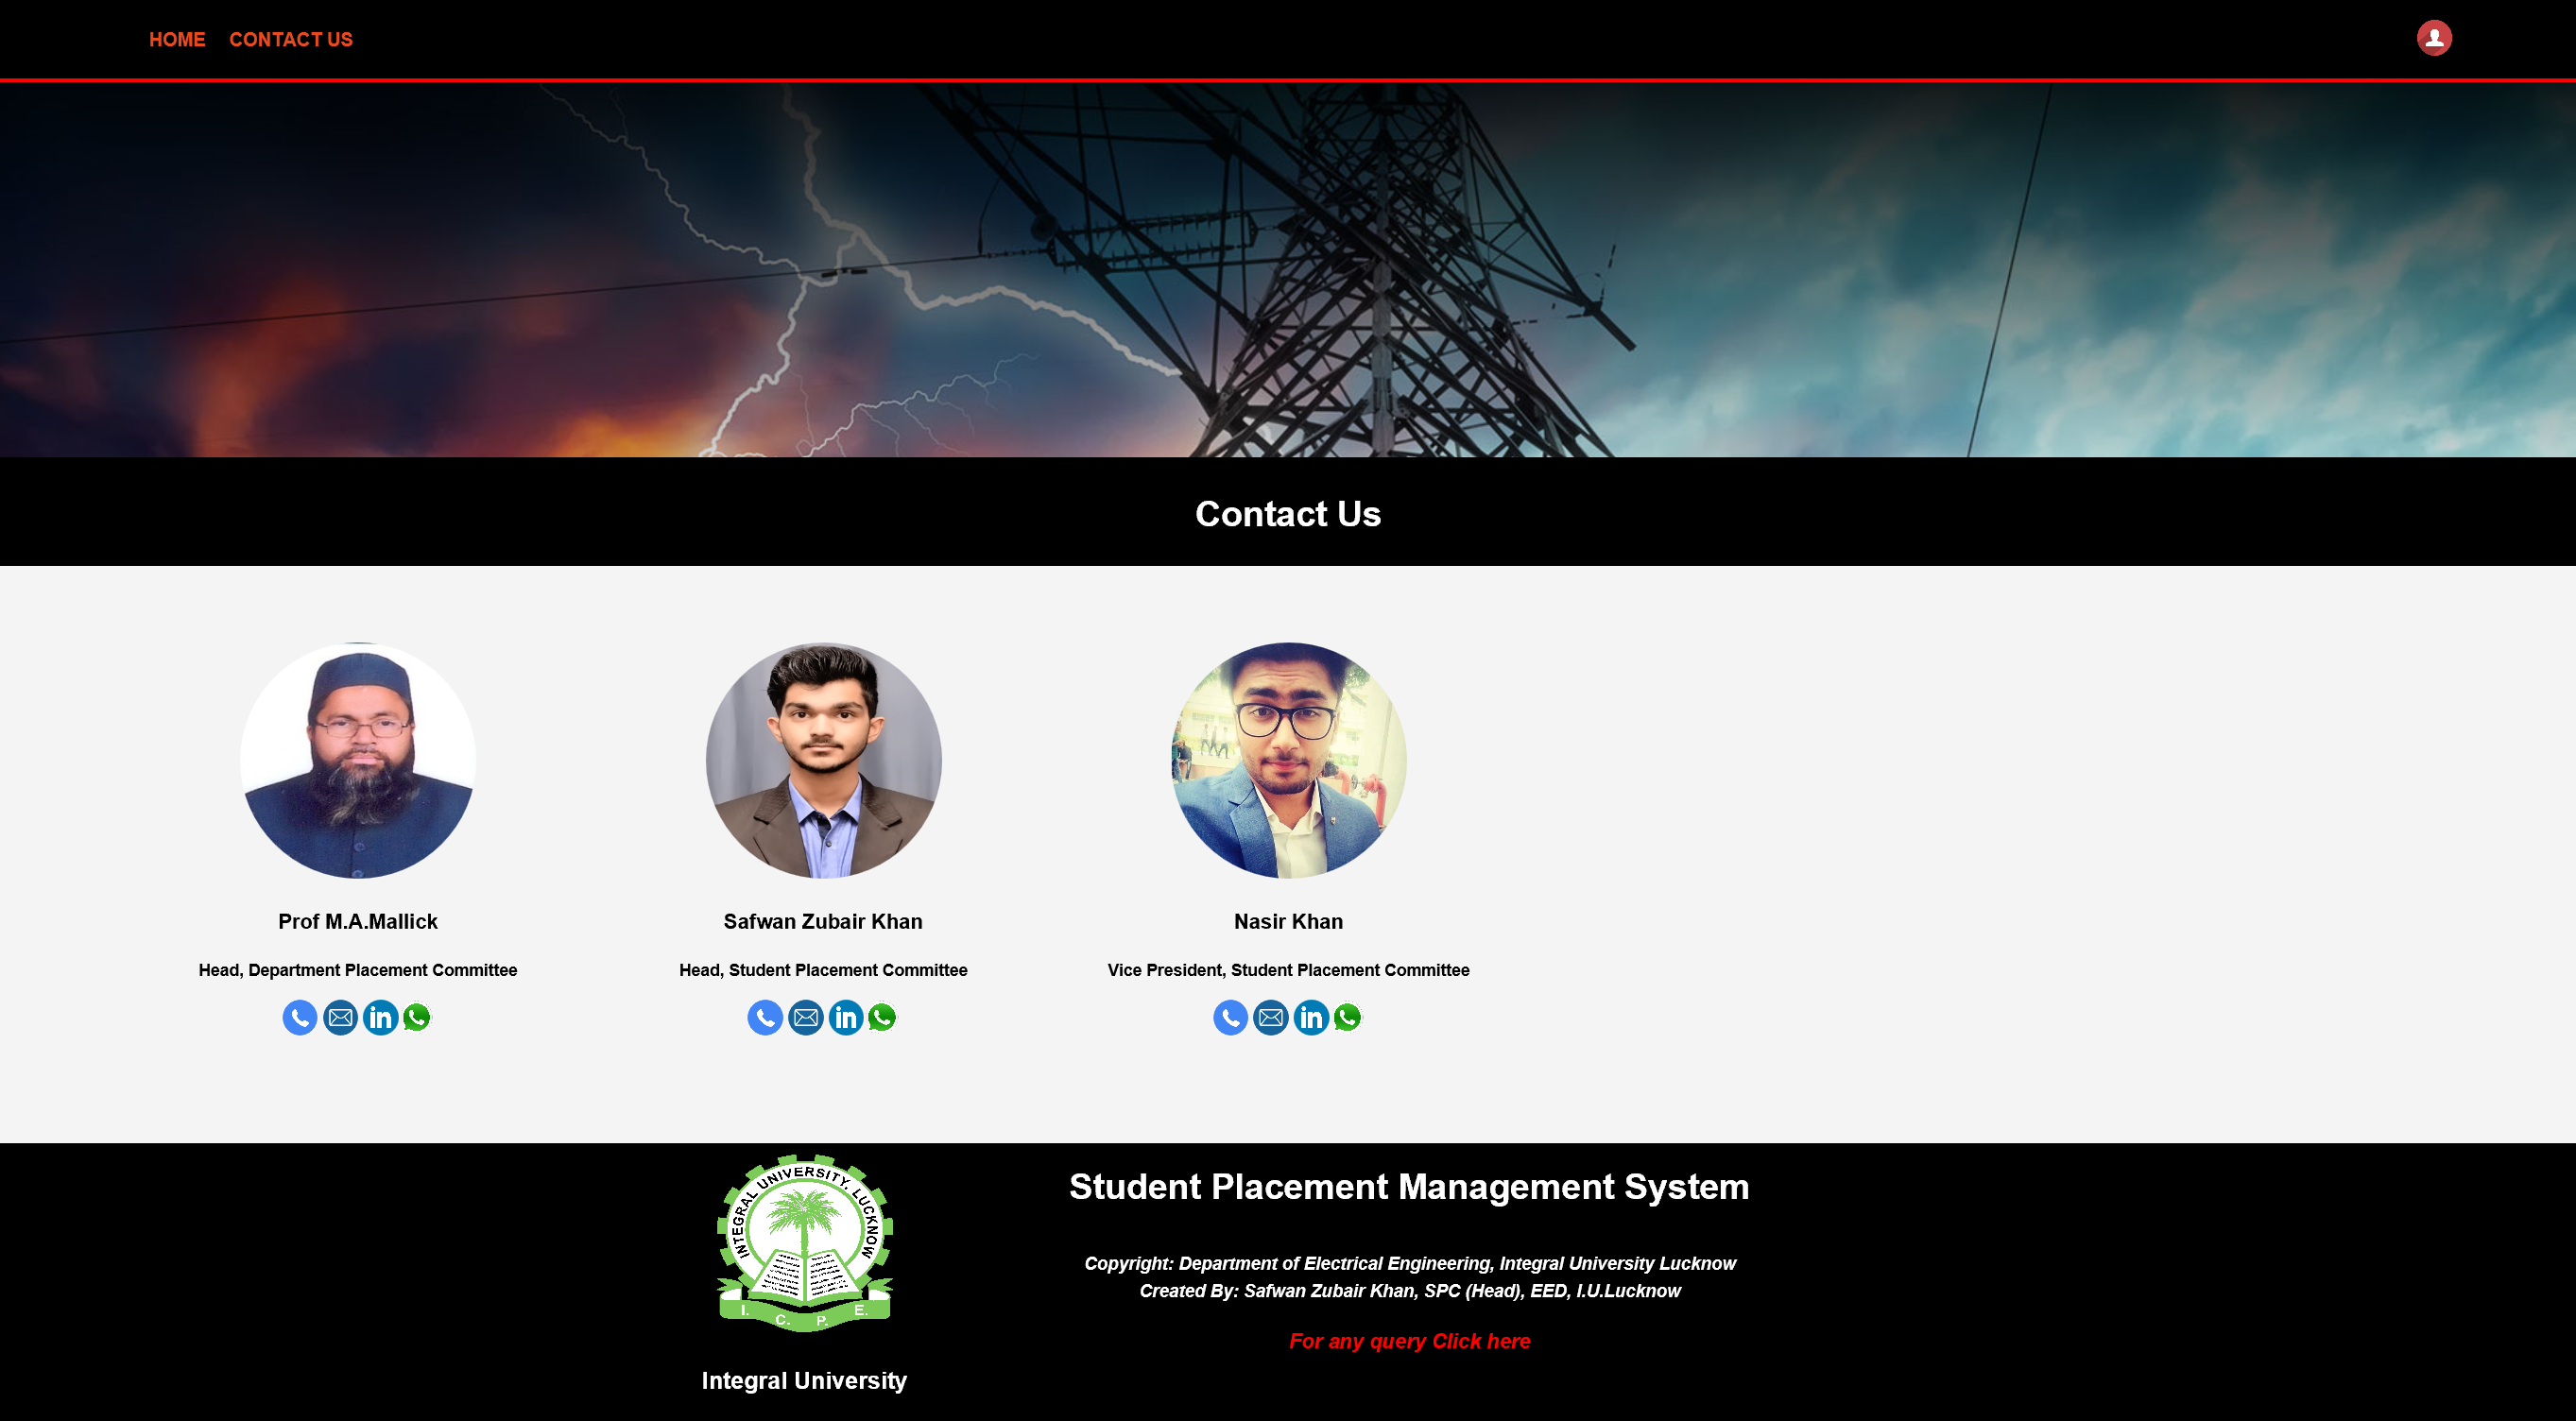 HOME CONTACT US
Contact Us
Prof M.A.Mallick
Head, Department Placement Committee
Safwan Zubair Khan
Head, Student Placement Committee
Nasir Khan
Vice President, Student Placement Committee
INTEGRAL UNIVERSITY. LUCKNOW
I. C. P. E.
Integral University
Student Placement Management System
Copyright: Department of Electrical Engineering, Integral University Lucknow
Created By: Safwan Zubair Khan, SPC (Head), EED, I.U.Lucknow
For any query Click here